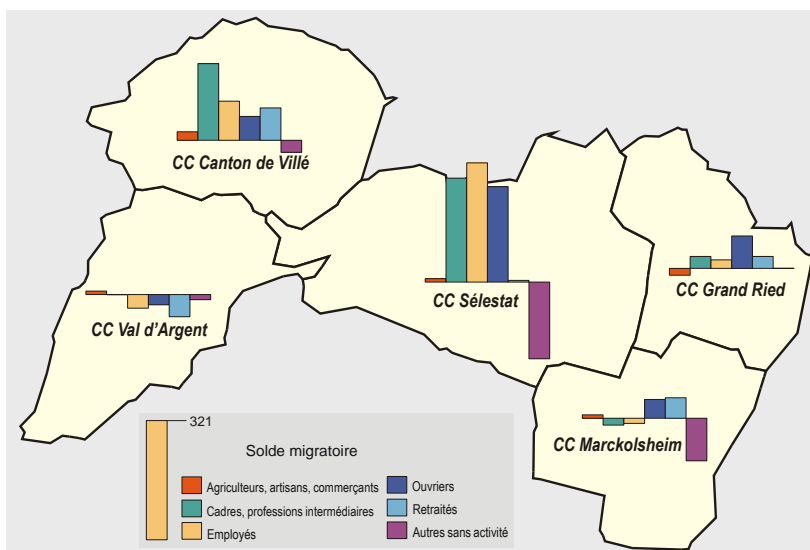 CC Canton de Villé
CC Sélestat
CC Grand Ried
CC Val d'Argent
CC Marckolsheim
321
Solde migratoire
Agriculteurs, artisans, commerçants
Cadres, professions intermédiaires
Employés
Ouvriers
Retraités
Autres sans activité